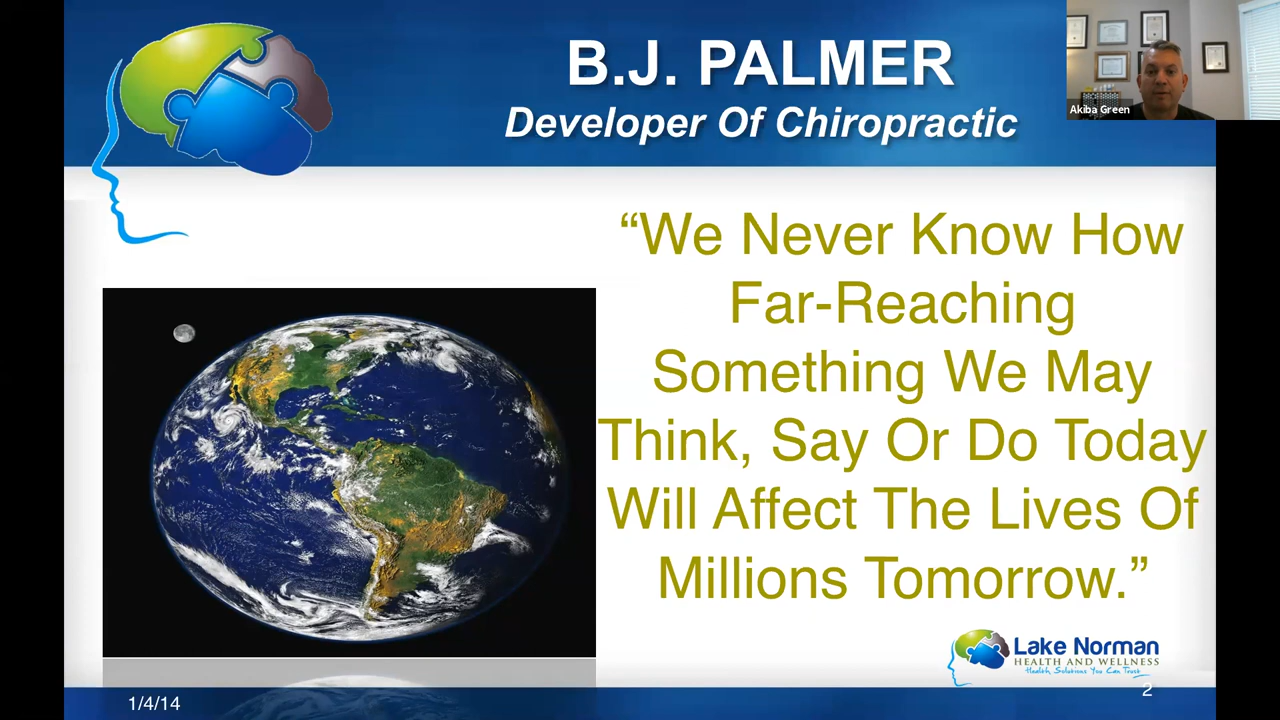 B.J. PALMER
Developer Of Chiropractic
Akiba Green
“We Never Know How
Far-Reaching
Something We May
Think, Say Or Do Today
Will Affect The Lives Of
Millions Tomorrow.”
Lake Norman
HEALTH AND WELLNESS
Health Solutions You Can Trust
1/4/14
2